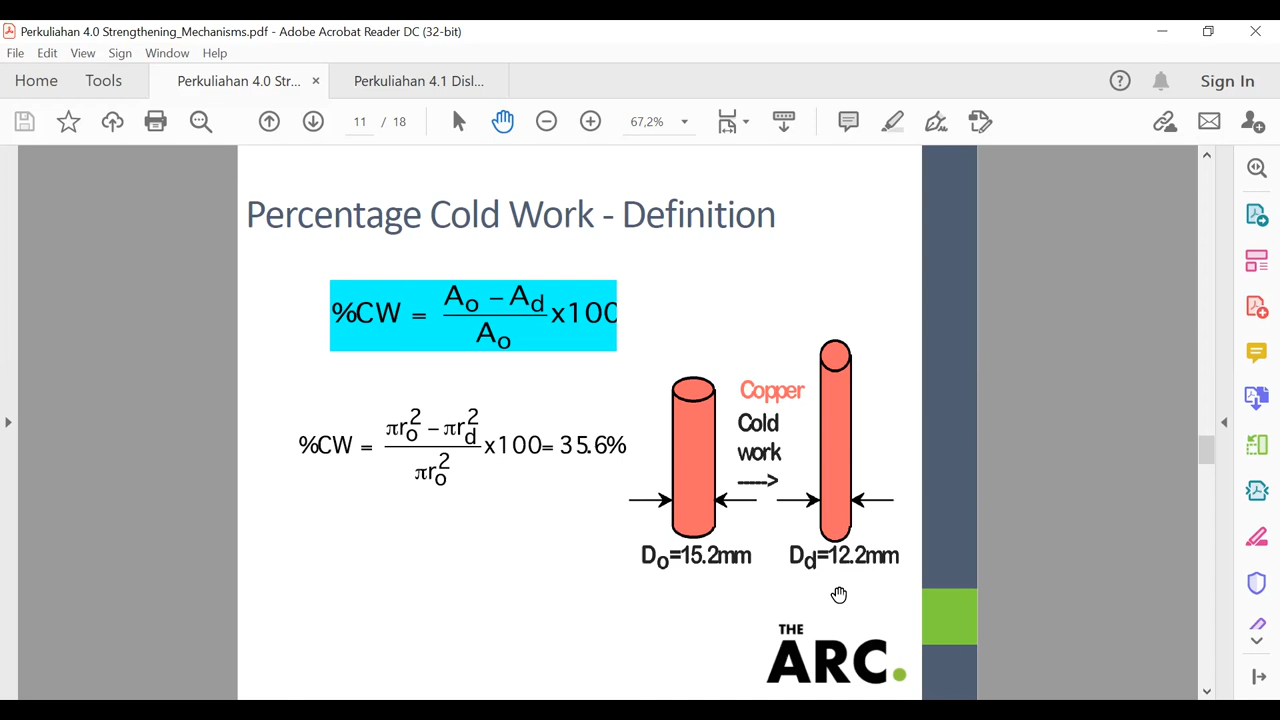 Perkuliahan 4.0 Strengthening_Mechanisms.pdf - Adobe Acrobat Reader DC (32-bit)
File Edit View Sign Window Help
Home Tools Perkuliahan 4.0 Str... × Perkuliahan 4.1 Disl... Sign In
11 / 18 67,2%
Percentage Cold Work - Definition
%CW = (Ao – Ad)/Ao x100
%CW = (πro² – πrd²)/πro² x100= 35.6%
Copper
Cold
work
----->
Do=15.2mm Dd=12.2mm
THE
ARC.